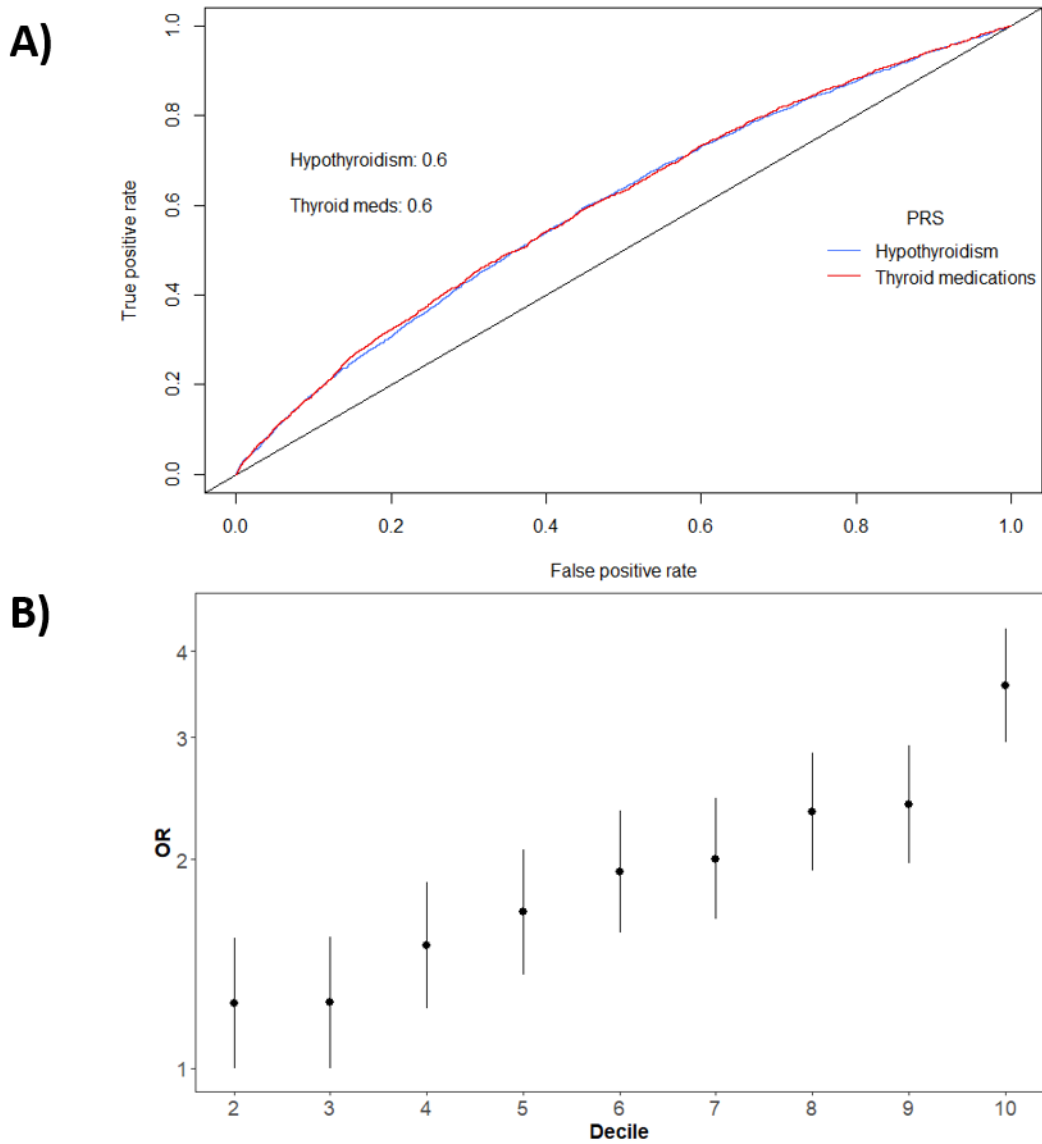 A)
1.0
0.8
0.6
0.4
0.2
0.0
True positive rate
Hypothyroidism: 0.6
Thyroid meds: 0.6
PRS
Hypothyroidism
Thyroid medications
0.0 0.2 0.4 0.6 0.8 1.0
False positive rate
B)
4
3
2
1
OR
2 3 4 5 6 7 8 9 10
Decile